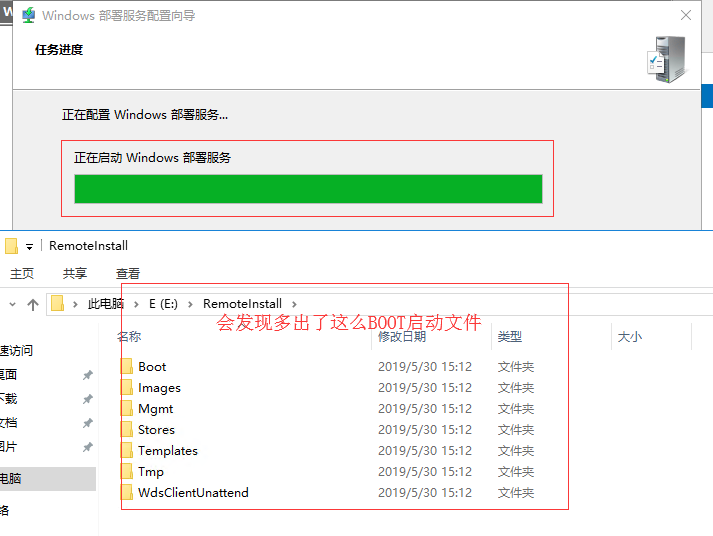 W
Windows 部署服务配置向导
任务进度
正在配置 Windows 部署服务...
正在启动 Windows 部署服务
RemoteInstall
主页 共享 查看
此电脑 E (E:) RemoteInstall
会发现多出了这么BOOT启动文件
名称 修改日期 类型 大小
速访问
Boot 2019/5/30 15:12 文件夹
桌面
Images 2019/5/30 15:12 文件夹
下载
Mgmt 2019/5/30 15:12 文件夹
文档
Stores 2019/5/30 15:12 文件夹
图片
Templates 2019/5/30 15:12 文件夹
电脑
Tmp 2019/5/30 15:12 文件夹
WdsClientUnattend 2019/5/30 15:12 文件夹
络